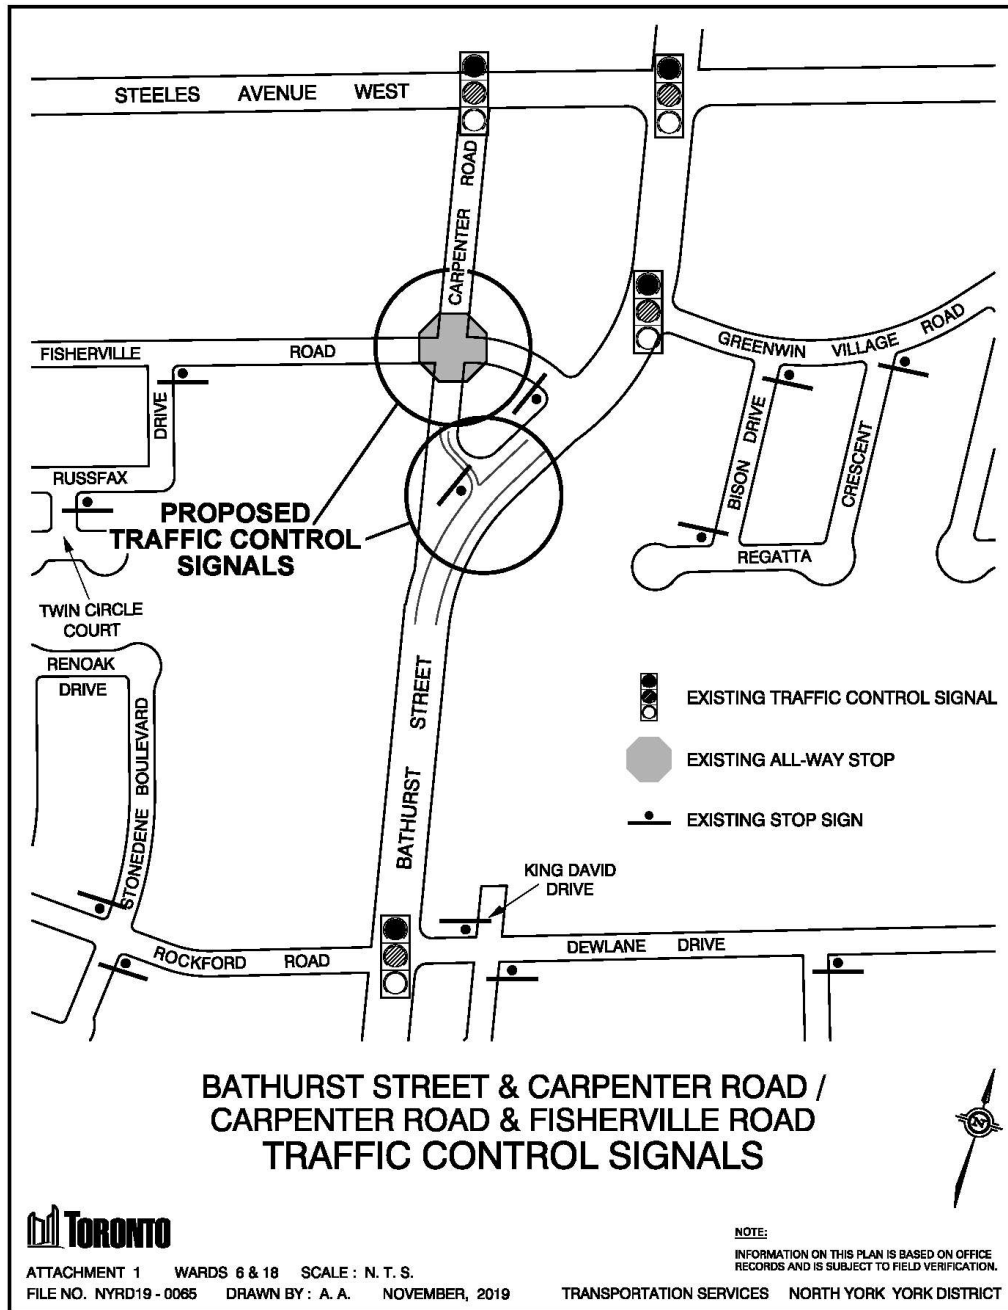 STEELES AVENUE WEST
CARPENTER ROAD
FISHERVILLE ROAD
GREENWIN VILLAGE ROAD
DRIVE
RUSSFAX
BISON DRIVE
CRESCENT
REGATTA
PROPOSED
TRAFFIC CONTROL
SIGNALS
TWIN CIRCLE
COURT
RENOAK
DRIVE
STONEDENE BOULEVARD
BATHURST STREET
EXISTING TRAFFIC CONTROL SIGNAL
EXISTING ALL-WAY STOP
EXISTING STOP SIGN
KING DAVID
DRIVE
ROCKFORD ROAD
DEWLANE DRIVE
BATHURST STREET & CARPENTER ROAD /
CARPENTER ROAD & FISHERVILLE ROAD
TRAFFIC CONTROL SIGNALS
N
TORONTO
NOTE:
INFORMATION ON THIS PLAN IS BASED ON OFFICE
RECORDS AND IS SUBJECT TO FIELD VERIFICATION.
ATTACHMENT 1 WARDS 6 & 18 SCALE : N. T. S.
FILE NO. NYRD19 - 0065 DRAWN BY : A. A. NOVEMBER, 2019 TRANSPORTATION SERVICES NORTH YORK YORK DISTRICT